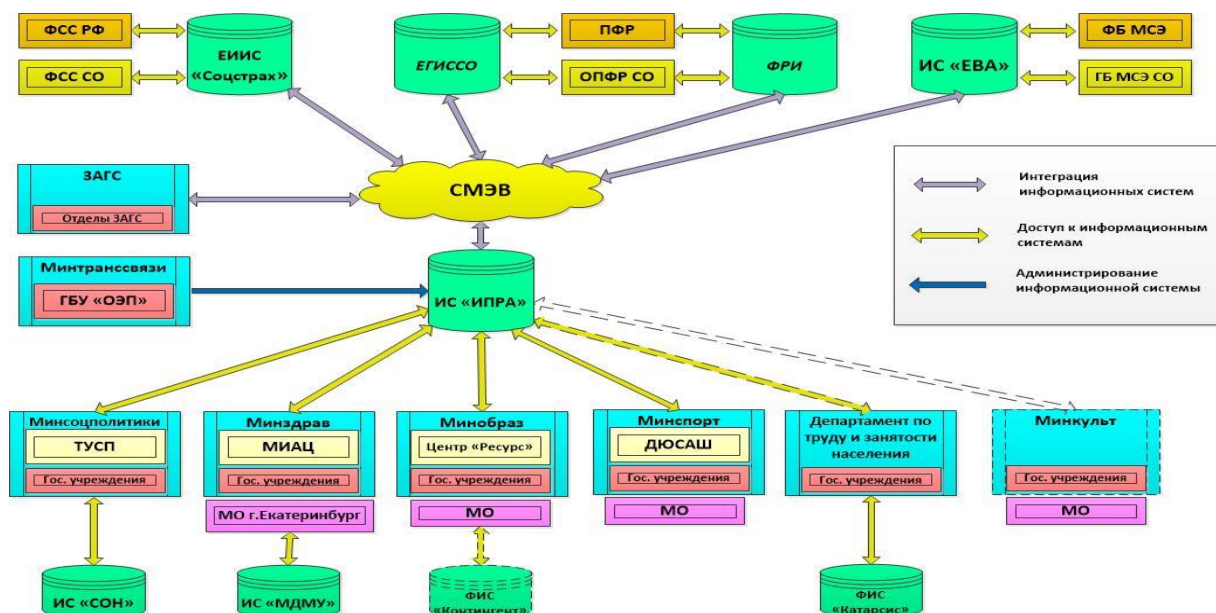 ФСС РФ
ФСС СО
ЕИИС
«Соцстрах»
ЕГИССО
ПФР
ОПФР СО
ФРИ
ИС «ЕВА»
ФБ МСЭ
ГБ МСЭ СО
ЗАГС
Отделы ЗАГС
СМЭВ
Интеграция
информационных систем
Доступ к информационным
системам
Администрирование
информационной системы
Минтранссвязи
ГБУ «ОЭП»
ИС «ИПРА»
Минсоцполитики
ТУСП
Гос. учреждения
Минздрав
МИАЦ
Гос. учреждения
МО г.Екатеринбург
Минобраз
Центр «Ресурс»
Гос. учреждения
МО
Минспорт
ДЮСАШ
Гос. учреждения
МО
Департамент по
труду и занятости
населения
Гос. учреждения
Минкульт
Гос. учреждения
МО
ИС «СОН»
ИС «МДМУ»
ФИС
«Контингент»
ФИС
«Катарсис»